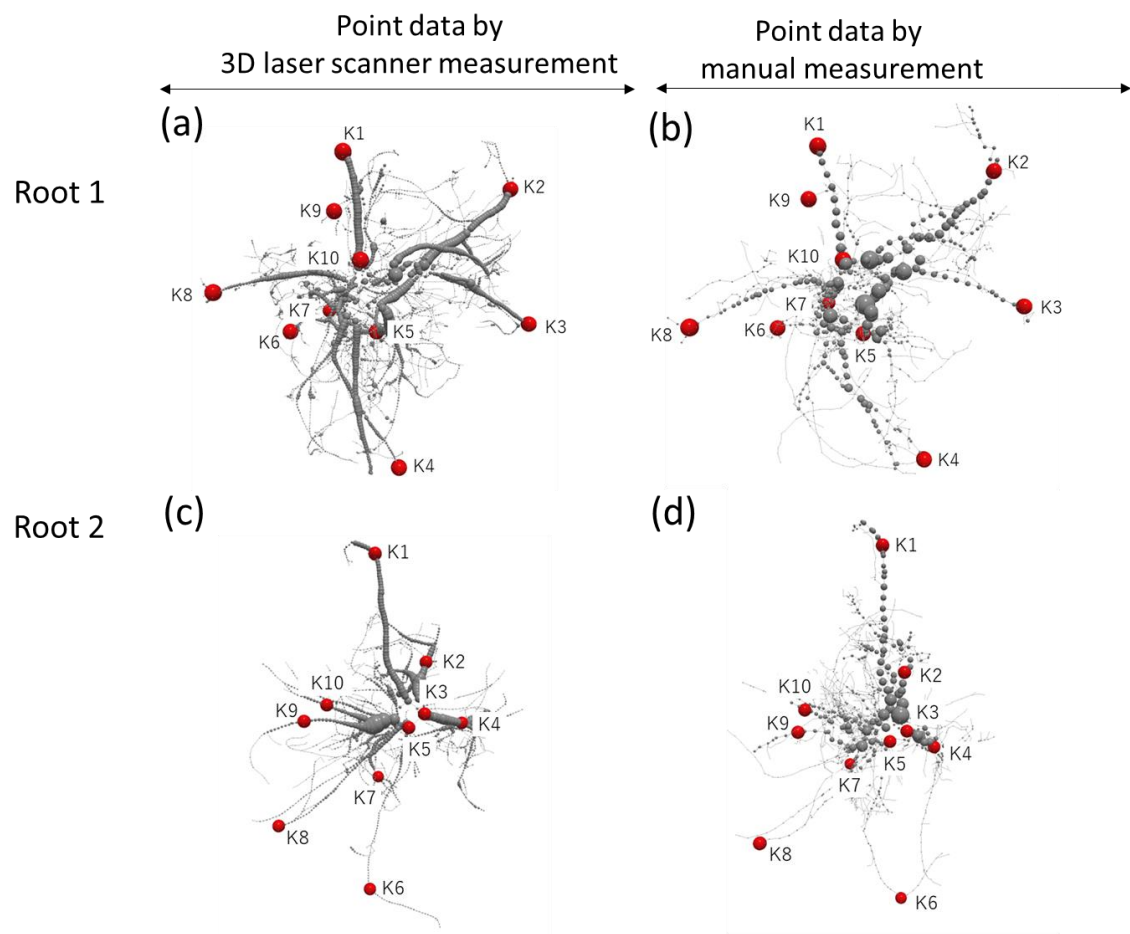 Point data by
3D laser scanner measurement
Point data by
manual measurement
(a)
(b)
Root 1
K1
K2
K9
K10
K8
K7
K6
K5
K3
K4
K1
K2
K9
K10
K7
K8
K6
K5
K3
K4
Root 2
(c)
(d)
K1
K2
K10
K3
K9
K4
K5
K7
K8
K6
K1
K2
K10
K3
K9
K5
K4
K7
K8
K6